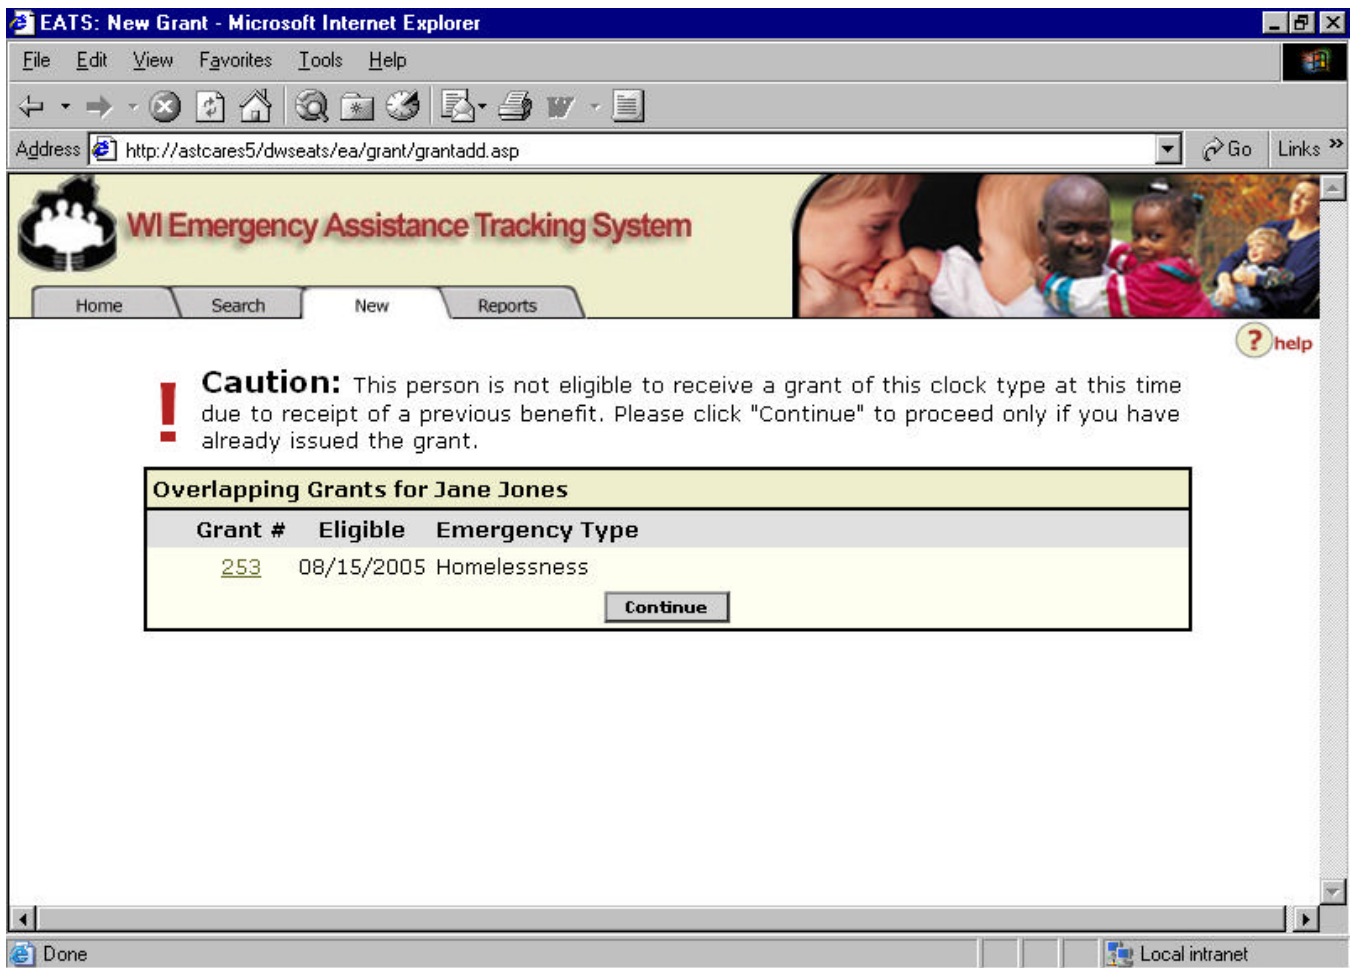 EATS: New Grant - Microsoft Internet Explorer
File Edit View Favorites Tools Help
Address http://astcares5/dwseats/ea/grant/grantadd.asp Go Links »
WI Emergency Assistance Tracking System
Home Search New Reports
? help
! Caution: This person is not eligible to receive a grant of this clock type at this time
due to receipt of a previous benefit. Please click "Continue" to proceed only if you have
already issued the grant.
Overlapping Grants for Jane Jones
Grant # Eligible Emergency Type
253 08/15/2005 Homelessness
Continue
Done Local intranet